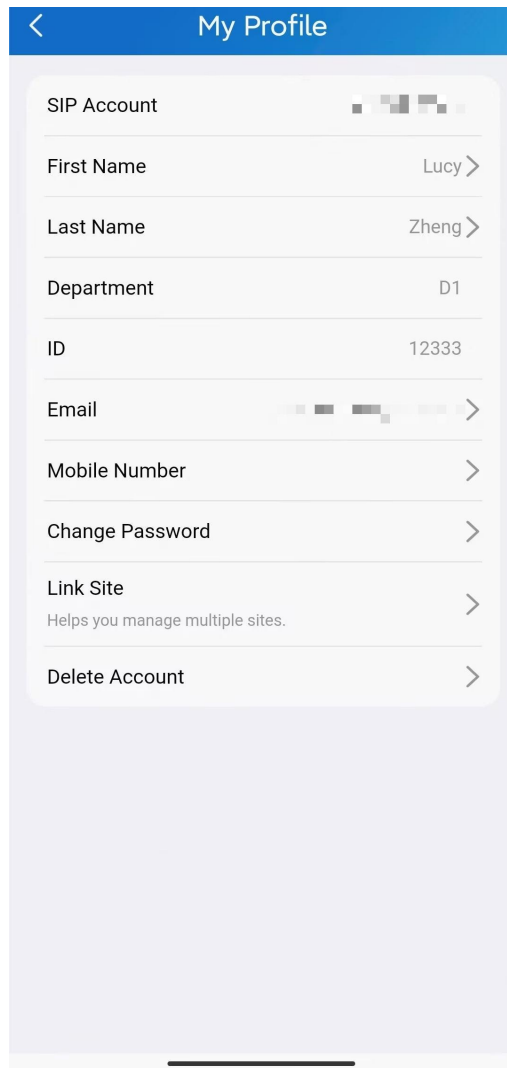 My Profile
SIP Account
First Name Lucy
Last Name Zheng
Department D1
ID 12333
Email
Mobile Number
Change Password
Link Site
Helps you manage multiple sites.
Delete Account